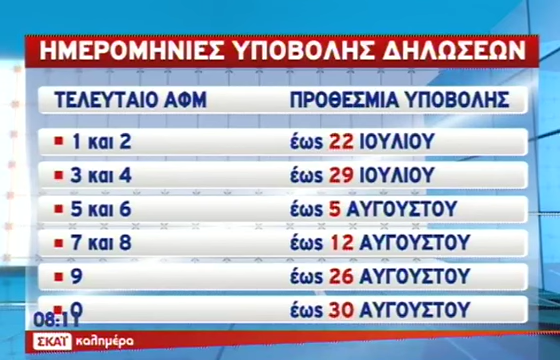 ΗΜΕΡΟΜΗΝΙΕΣ ΥΠΟΒΟΛΗΣ ΔΗΛΩΣΕΩΝ
ΤΕΛΕΥΤΑΙΟ ΑΦΜ ΠΡΟΘΕΣΜΙΑ ΥΠΟΒΟΛΗΣ
1 και 2 έως 22 ΙΟΥΛΙΟΥ
3 και 4 έως 29 ΙΟΥΛΙΟΥ
5 και 6 έως 5 ΑΥΓΟΥΣΤΟΥ
7 και 8 έως 12 ΑΥΓΟΥΣΤΟΥ
9 έως 26 ΑΥΓΟΥΣΤΟΥ
0 έως 30 ΑΥΓΟΥΣΤΟΥ
08:11
ΣΚΑΪ καλημέρα